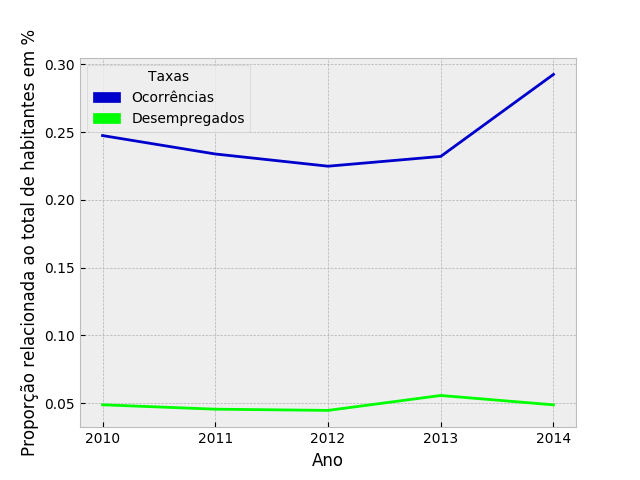 Proporção relacionada ao total de habitantes em %
0.30
0.25
0.20
0.15
0.10
0.05
Taxas
Ocorrências
Desempregados
2010 2011 2012 2013 2014
Ano